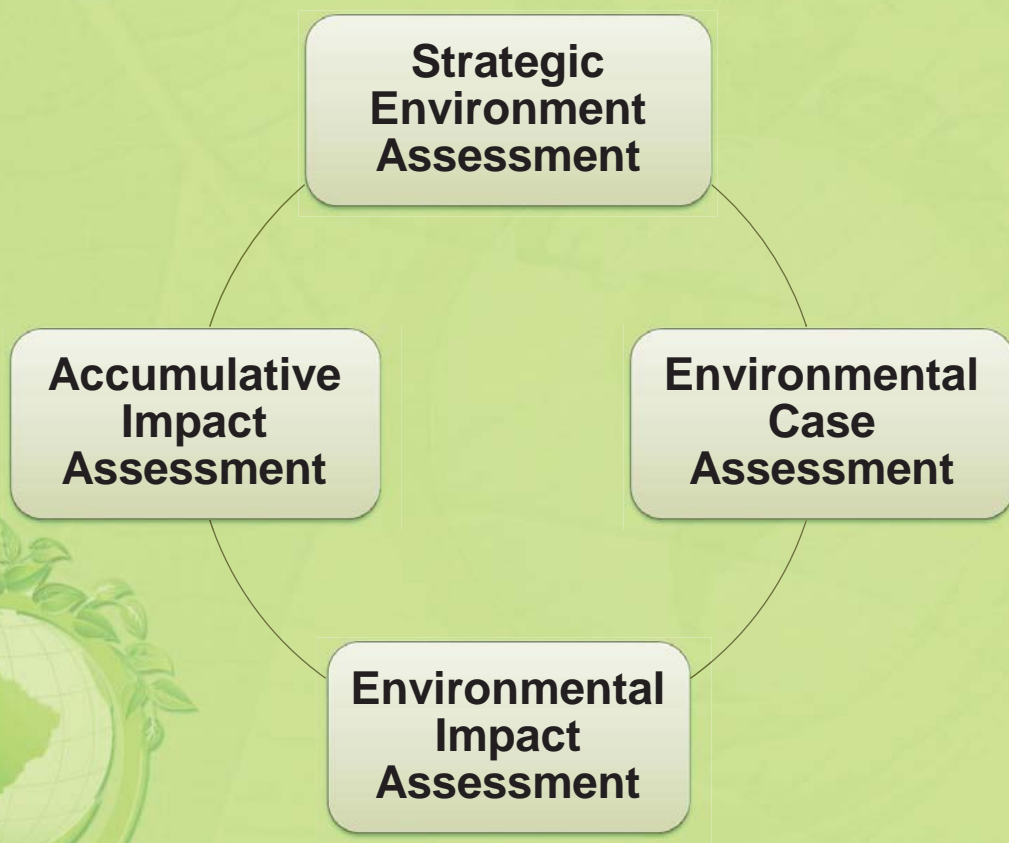 Strategic
Environment
Assessment
Accumulative
Impact
Assessment
Environmental
Case
Assessment
Environmental
Impact
Assessment